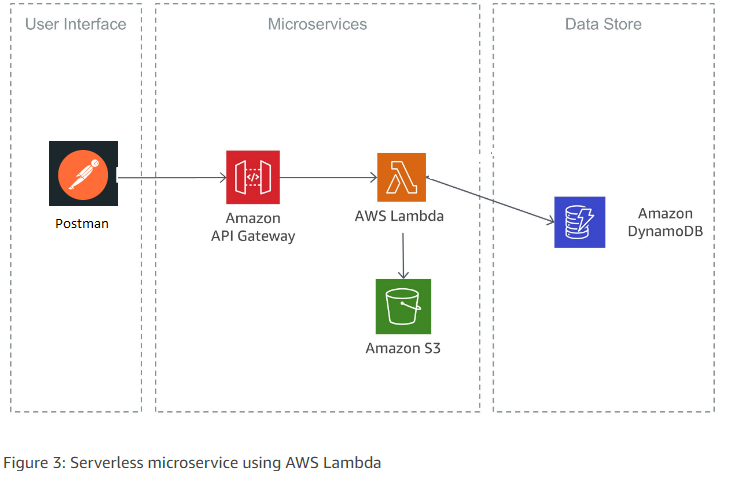 User Interface
Microservices
Data Store
Postman
Amazon
API Gateway
AWS Lambda
Amazon
DynamoDB
Amazon S3
Figure 3: Serverless microservice using AWS Lambda